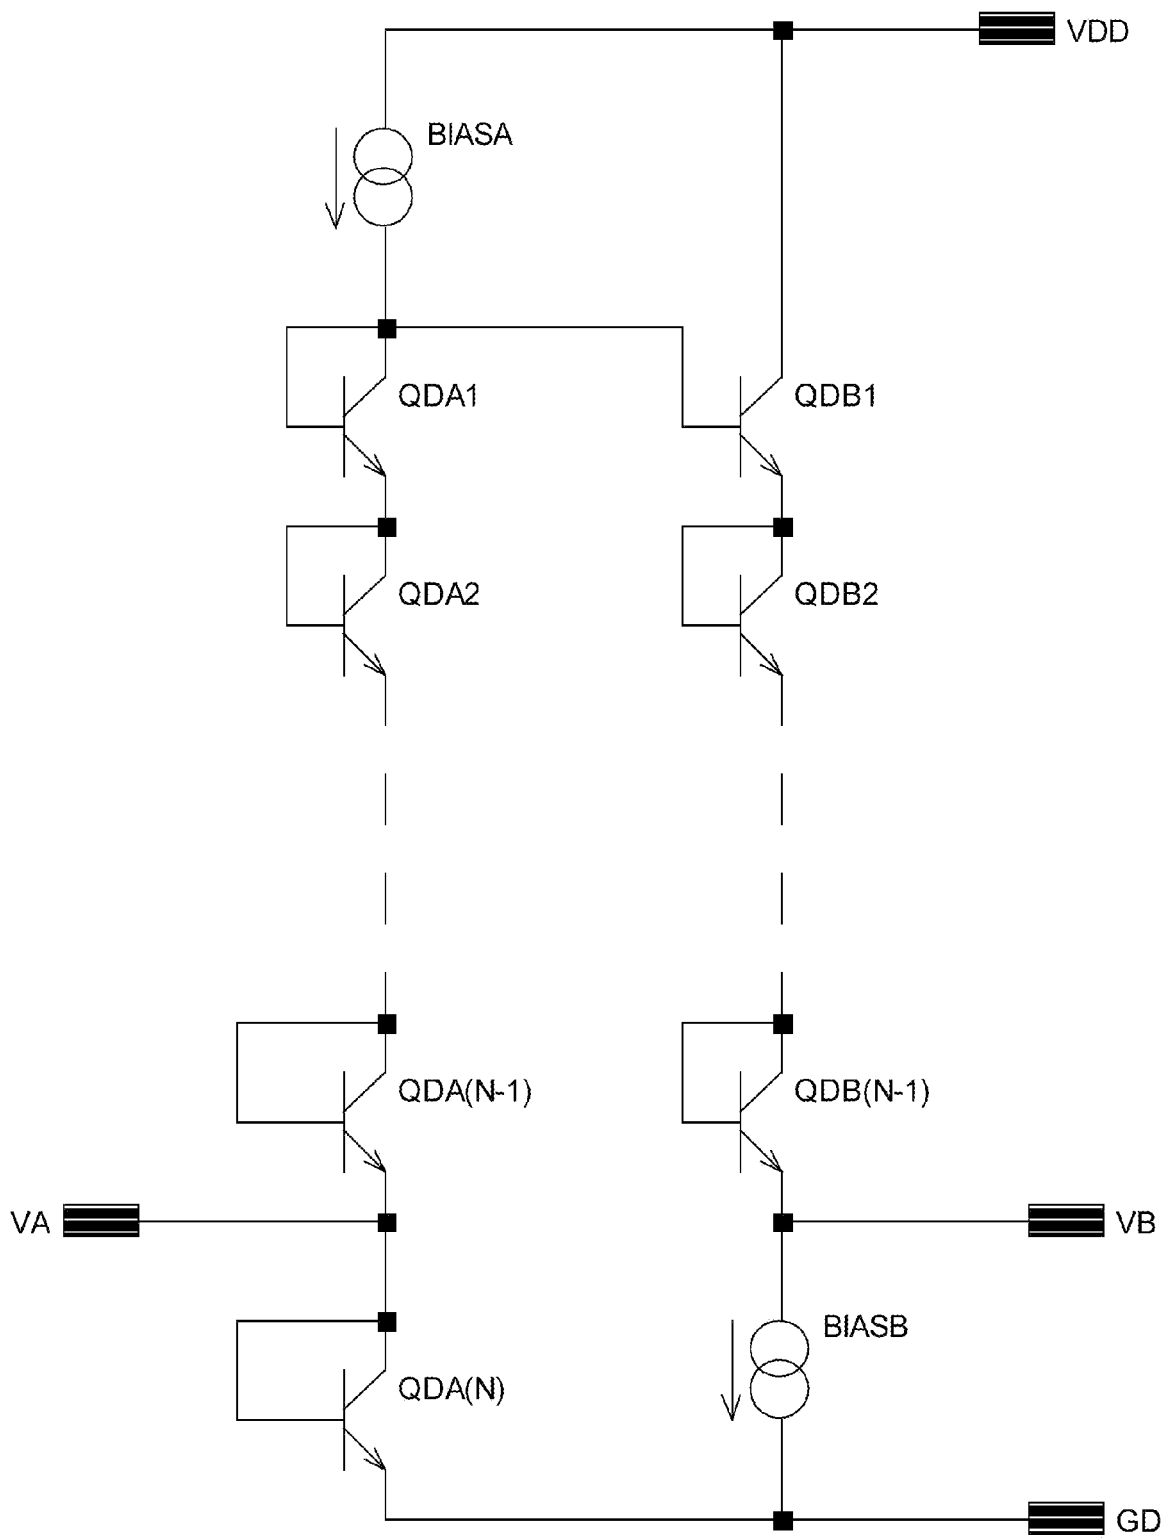 VDD
BIASA
QDA1
QDB1
QDA2
QDB2
QDA(N-1)
QDB(N-1)
VA
VB
BIASB
QDA(N)
GD